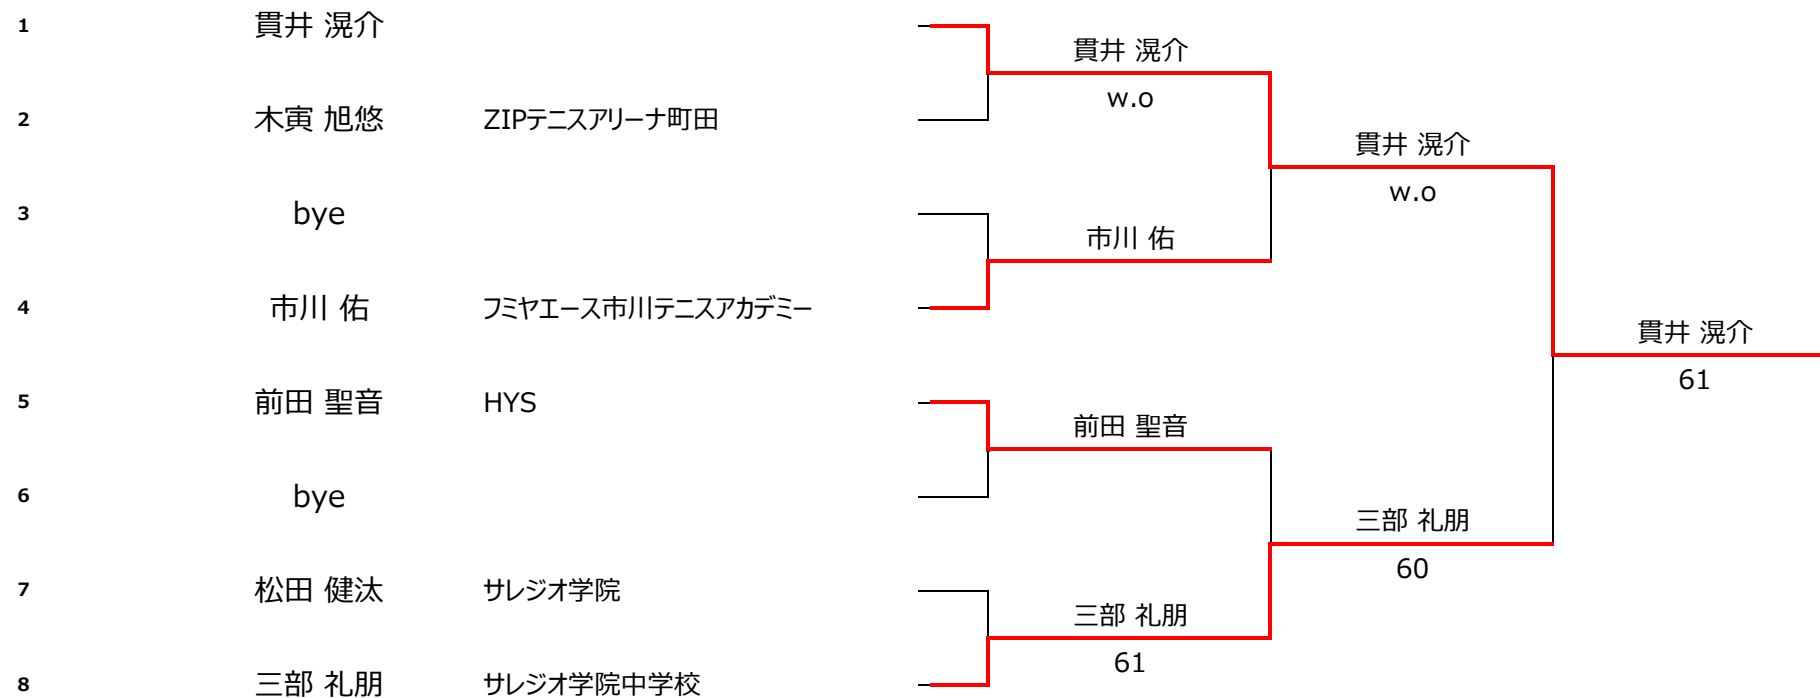 1 貫井 滉介
貫井 滉介
w.o
2 木寅 旭悠 ZIPテニスアリーナ町田
貫井 滉介
w.o
3 bye
市川 佑
4 市川 佑 フミヤエース市川テニスアカデミー
貫井 滉介
61
5 前田 聖音 HYS
前田 聖音
6 bye
三部 礼朋
60
7 松田 健汰 サレジオ学院
三部 礼朋
61
8 三部 礼朋 サレジオ学院中学校